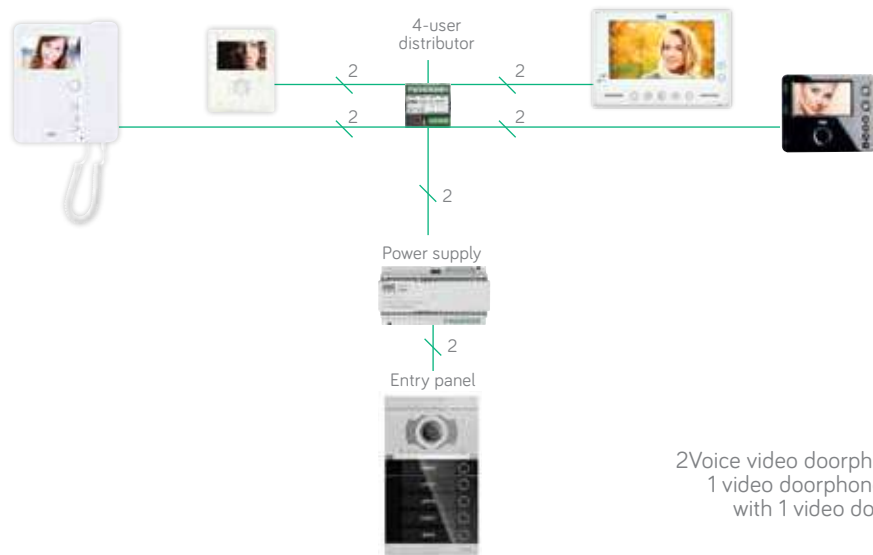 4-user
distributor
2
2
2
2
2
Power supply
2
Entry panel
2Voice video doorph
1 video doorphon
with 1 video do